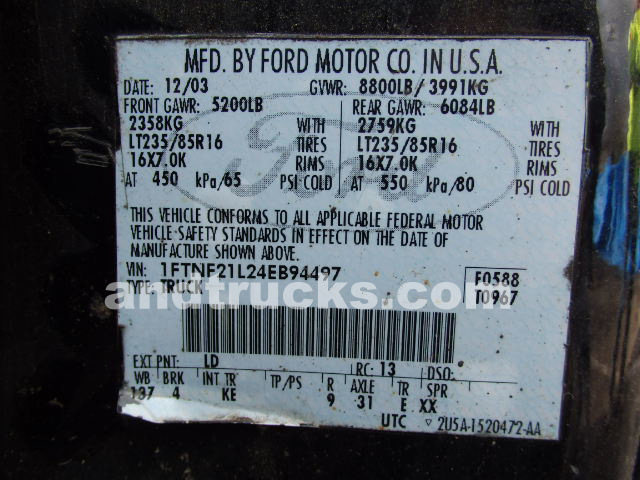 MFD. BY FORD MOTOR CO. IN U.S.A.
DATE: 12/03 GVWR: 8800LB/ 3991KG
FRONT GAWR: 5200LB REAR GAWR: 6084LB
2358KG WITH 2759KG WITH
LT235/85R16 TIRES LT235/85R16 TIRES
16X7.0K RIMS 16X7.0K RIMS
AT 450 kPa/65 PSI COLD AT 550 kPa/80 PSI COLD
Ford
THIS VEHICLE CONFORMS TO ALL APPLICABLE FEDERAL MOTOR
VEHICLE SAFETY STANDARDS IN EFFECT ON THE DATE OF
MANUFACTURE SHOWN ABOVE.
VIN: 1FTNF21L24EB94497 F0588
TYPE: TRUCK T0967
andtrucks.com
EXT PNT: LD RC: 13 DSO:
WB BRK INT TR TP/PS R AXLE TR SPR
137 4 KE 9 31 E XX
UTC ▽ 2U5A-1520472-AA